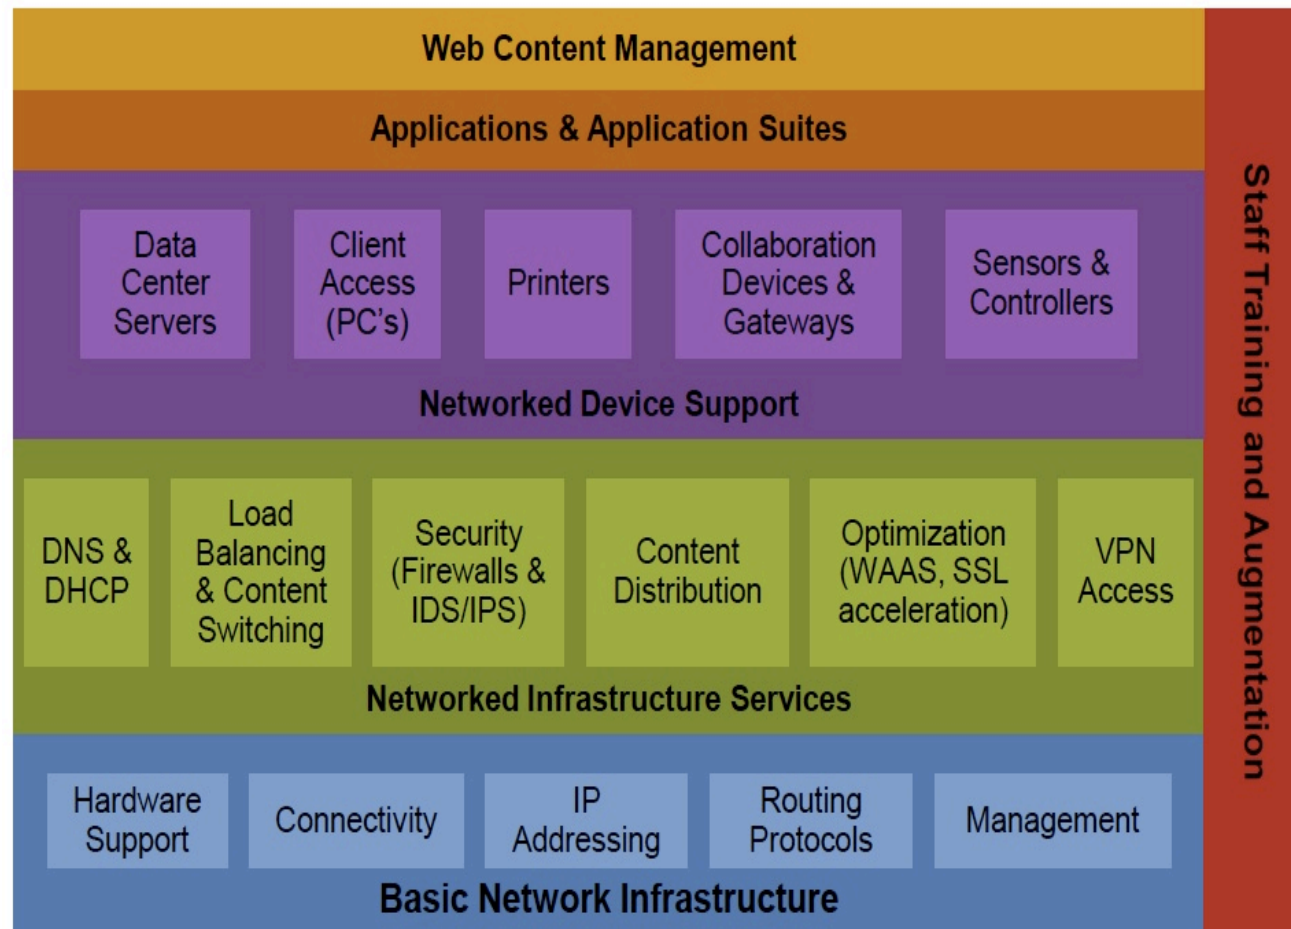 Web Content Management
Applications & Application Suites
Data
Center
Servers
Client
Access
(PC's)
Printers
Collaboration
Devices &
Gateways
Sensors &
Controllers
Networked Device Support
DNS &
DHCP
Load
Balancing
& Content
Switching
Security
(Firewalls &
IDS/IPS)
Content
Distribution
Optimization
(WAAS, SSL
acceleration)
VPN
Access
Networked Infrastructure Services
Hardware
Support
Connectivity
IP
Addressing
Routing
Protocols
Management
Basic Network Infrastructure
Staff Training and Augmentation